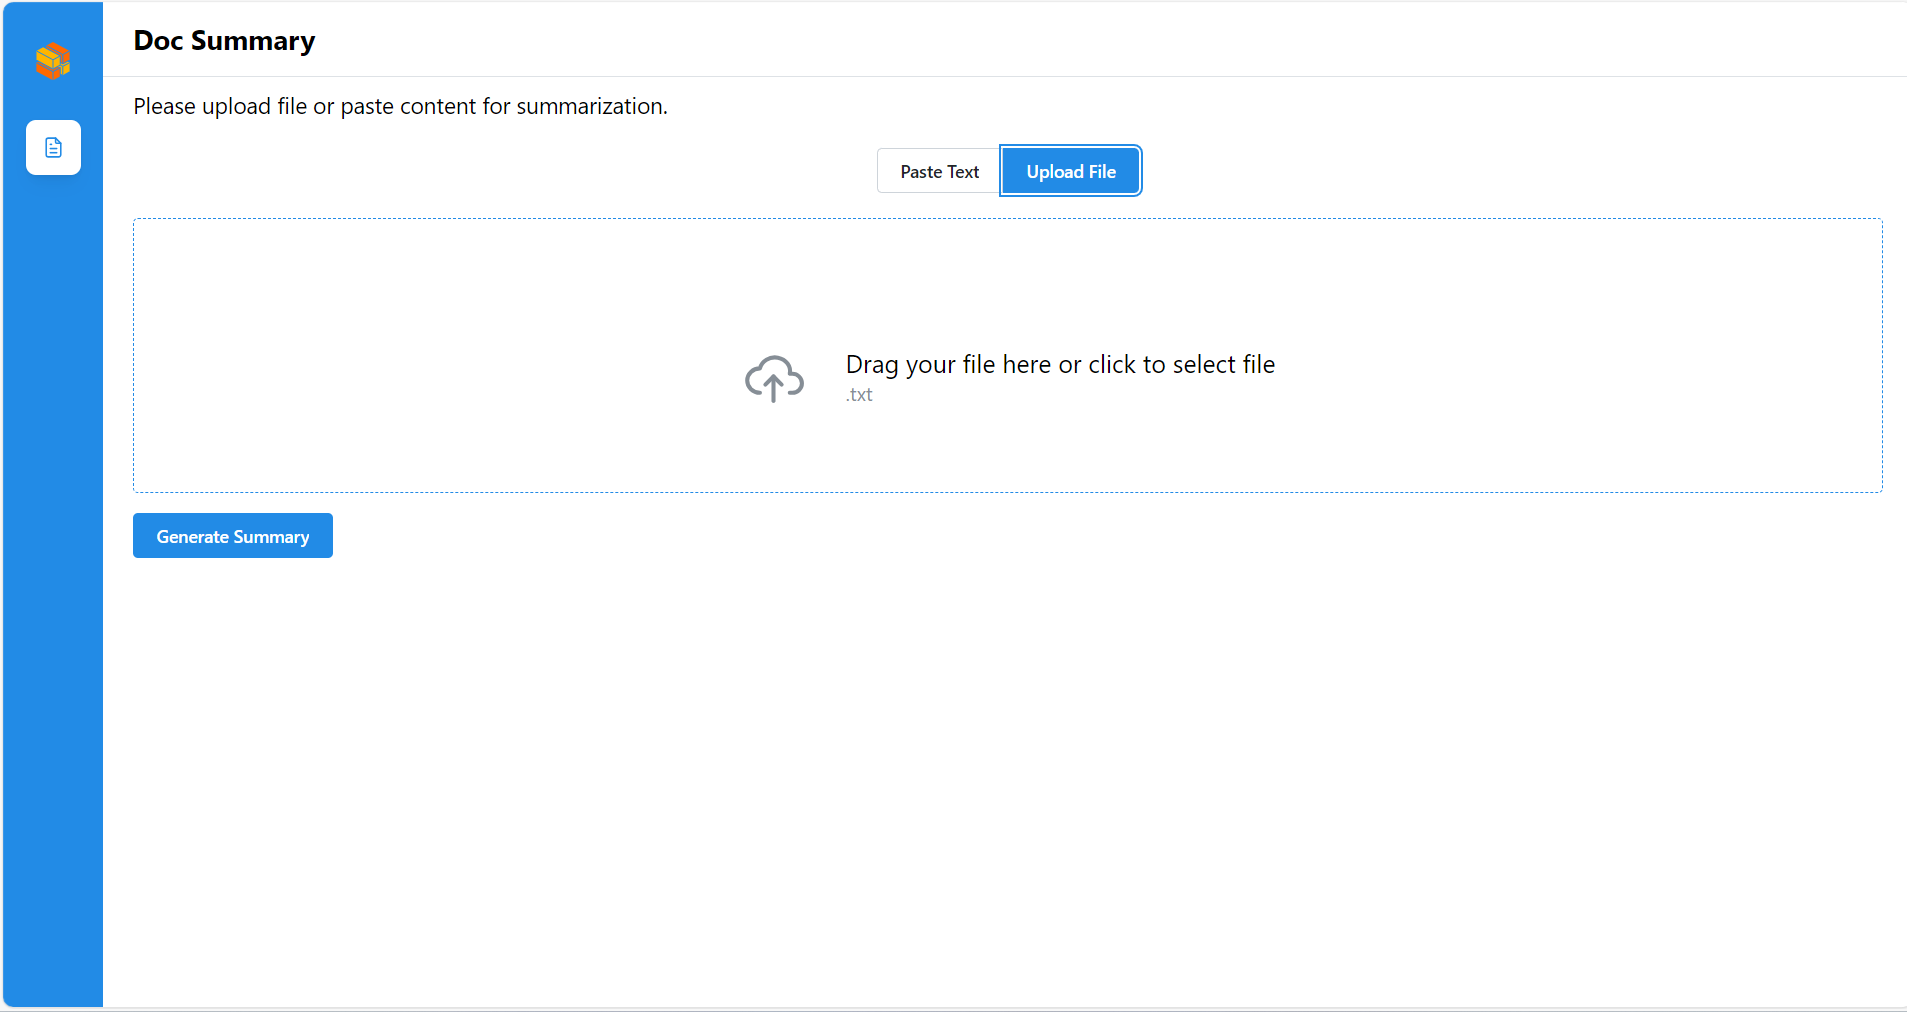 Doc Summary
Please upload file or paste content for summarization.
Paste Text
Upload File
Drag your file here or click to select file
.txt
Generate Summary